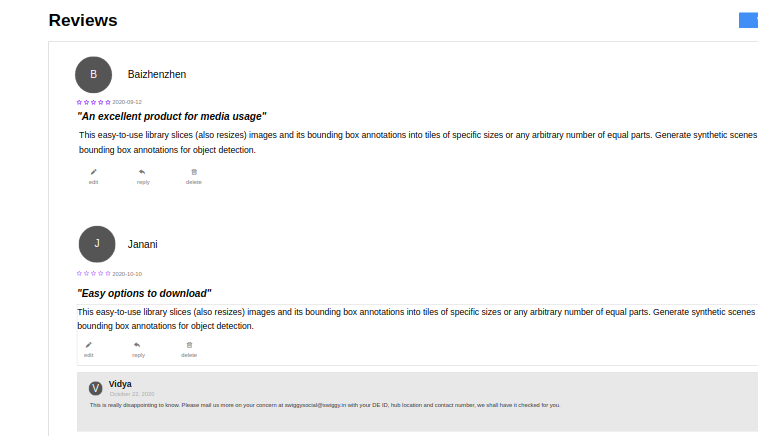 Reviews
B
Baizhenzhen
2020-09-12
"An excellent product for media usage"
This easy-to-use library slices (also resizes) images and its bounding box annotations into tiles of specific sizes or any arbitrary number of equal parts. Generate synthetic scenes
bounding box annotations for object detection.
edit reply delete
J
Janani
2020-10-10
"Easy options to download"
This easy-to-use library slices (also resizes) images and its bounding box annotations into tiles of specific sizes or any arbitrary number of equal parts. Generate synthetic scenes
bounding box annotations for object detection.
edit reply delete
V
Vidya
October 22, 2020
This is really disappointing to know. Please mail us more on your concern at swiggysocial@swiggy.in with your DE ID, hub location and contact number, we shall have it checked for you.